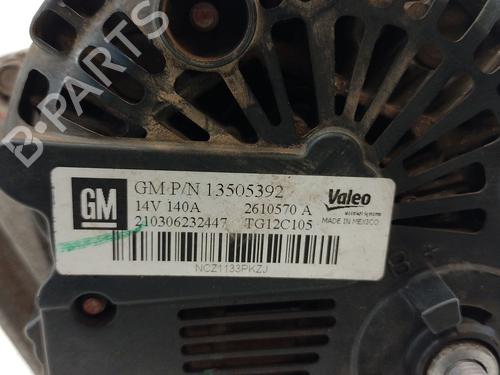 B-PARTS
GM
GM P/N 13505392
14V 140A 2610570 A
210306232447 TG12C105
Valeo
MADE IN MEXICO
NCZ1133PKZJ